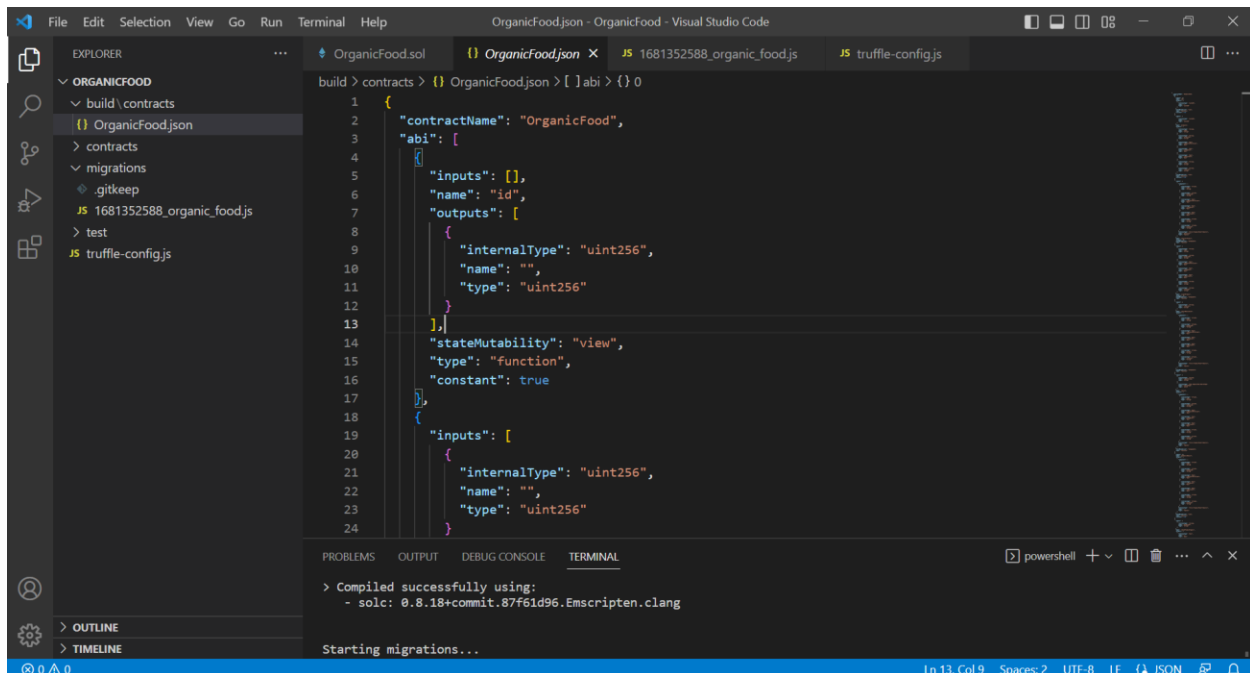 File Edit Selection View Go Run Terminal Help OrganicFood.json - OrganicFood - Visual Studio Code
EXPLORER
ORGANICFOOD
build\contracts
{} OrganicFood.json
contracts
migrations
.gitkeep
JS 1681352588_organic_food.js
test
JS truffle-config.js
OUTLINE
TIMELINE
OrganicFood.sol {} OrganicFood.json JS 1681352588_organic_food.js JS truffle-config.js
build > contracts > {} OrganicFood.json > [ ] abi > {} 0
1 {
2 "contractName": "OrganicFood",
3 "abi": [
4 {
5 "inputs": [],
6 "name": "id",
7 "outputs": [
8 {
9 "internalType": "uint256",
10 "name": "",
11 "type": "uint256"
12 }
13 ],
14 "stateMutability": "view",
15 "type": "function",
16 "constant": true
17 },
18 {
19 "inputs": [
20 {
21 "internalType": "uint256",
22 "name": "",
23 "type": "uint256"
24 }
PROBLEMS OUTPUT DEBUG CONSOLE TERMINAL powershell
> Compiled successfully using:
- solc: 0.8.18+commit.87f61d96.Emscripten.clang
Starting migrations...
0 0 Ln 13, Col 9 Spaces: 2 UTF-8 LF {} JSON